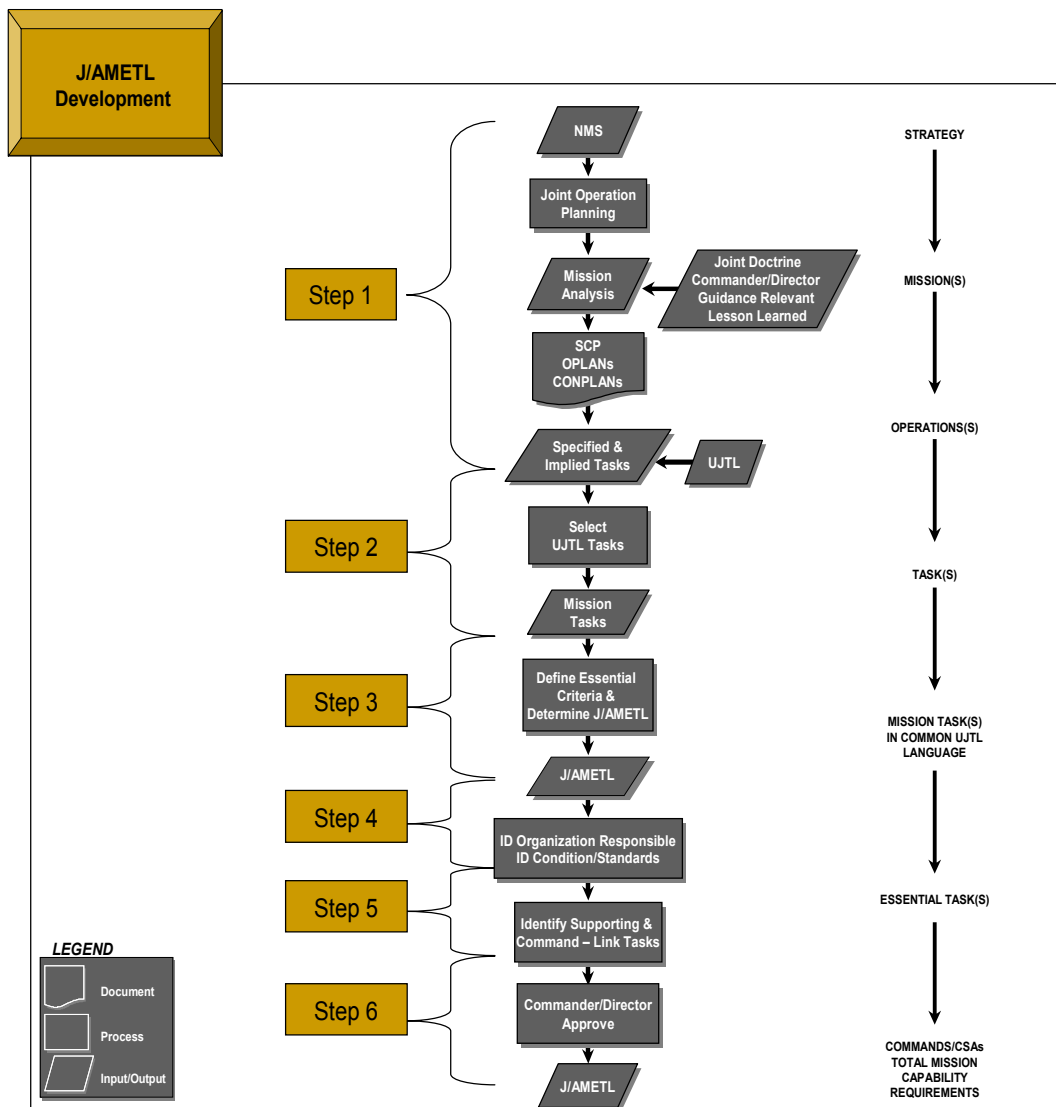 J/AMETL
Development
NMS
STRATEGY
Joint Operation
Planning
Step 1
Mission
Analysis
Joint Doctrine
Commander/Director
Guidance Relevant
Lesson Learned
MISSION(S)
SCP
OPLANs
CONPLANs
OPERATIONS(S)
Specified &
Implied Tasks
UJTL
Step 2
Select
UJTL Tasks
TASK(S)
Mission
Tasks
Step 3
Define Essential
Criteria &
Determine J/AMETL
MISSION TASK(S)
IN COMMON UJTL
LANGUAGE
J/AMETL
Step 4
ID Organization Responsible
ID Condition/Standards
ESSENTIAL TASK(S)
Step 5
Identify Supporting &
Command – Link Tasks
LEGEND
Document
Process
Input/Output
Step 6
Commander/Director
Approve
J/AMETL
COMMANDS/CSAs
TOTAL MISSION
CAPABILITY
REQUIREMENTS